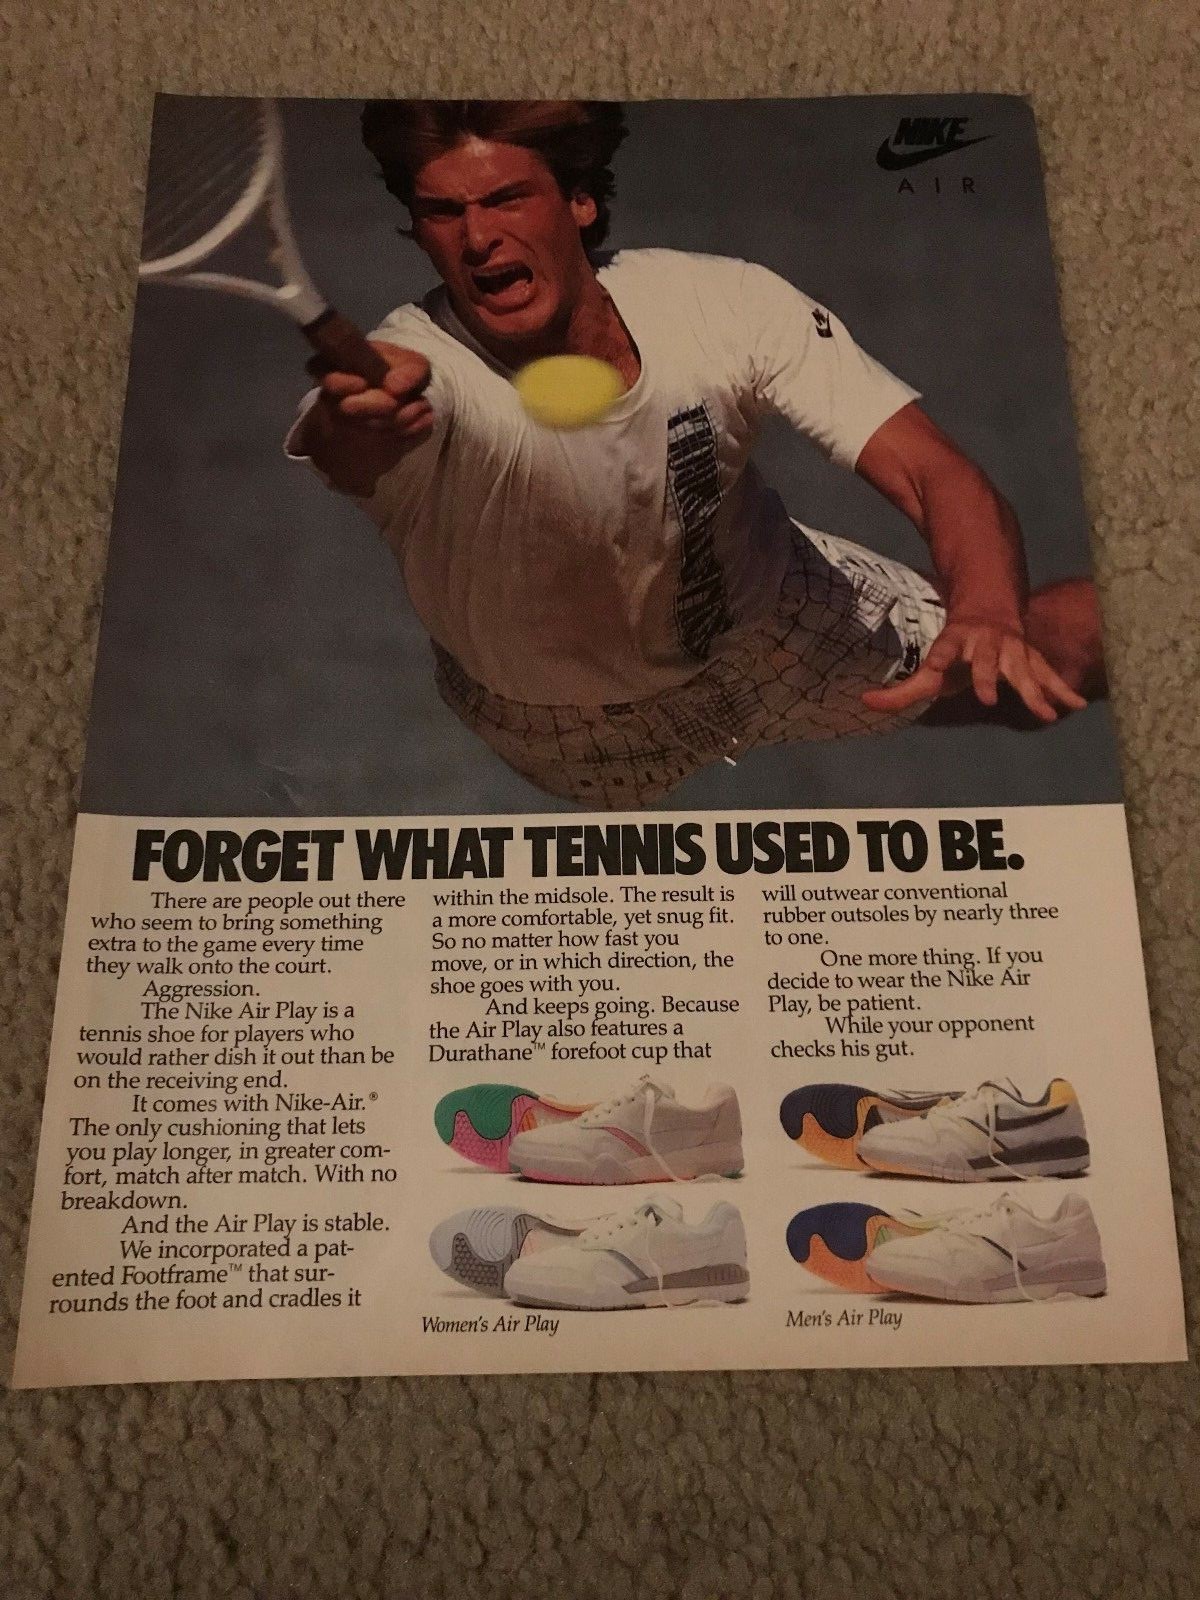 NIKE
AIR
FORGET WHAT TENNIS USED TO BE.
There are people out there
who seem to bring something
extra to the game every time
they walk onto the court.
Aggression.
The Nike Air Play is a
tennis shoe for players who
would rather dish it out than be
on the receiving end.
It comes with Nike-Air.®
The only cushioning that lets
you play longer, in greater com-
fort, match after match. With no
breakdown.
And the Air Play is stable.
We incorporated a pat-
ented Footframe™ that sur-
rounds the foot and cradles it
within the midsole. The result is
a more comfortable, yet snug fit.
So no matter how fast you
move, or in which direction, the
shoe goes with you.
And keeps going. Because
the Air Play also features a
Durathane™ forefoot cup that
will outwear conventional
rubber outsoles by nearly three
to one.
One more thing. If you
decide to wear the Nike Air
Play, be patient.
While your opponent
checks his gut.
Women's Air Play
Men's Air Play